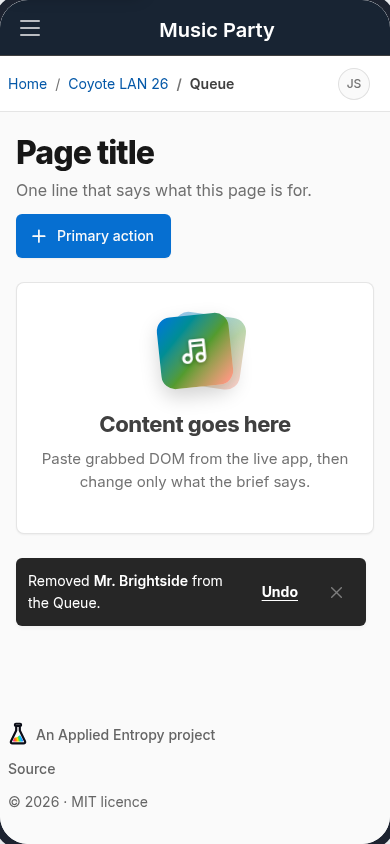 Music Party
Home / Coyote LAN 26 / Queue
JS
Page title
One line that says what this page is for.
Primary action
Content goes here
Paste grabbed DOM from the live app, then
change only what the brief says.
Removed Mr. Brightside from
the Queue.
Undo
An Applied Entropy project
Source
© 2026 · MIT licence